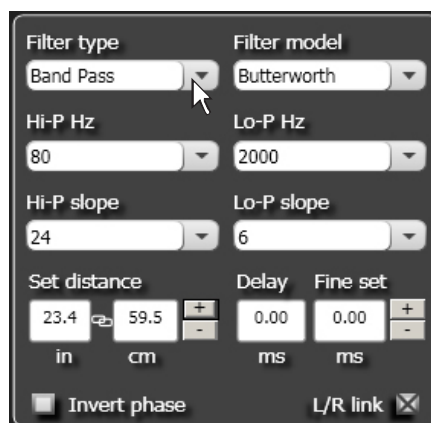 Filter type Filter model
Band Pass Butterworth
Hi-P Hz Lo-P Hz
80 2000
Hi-P slope Lo-P slope
24 6
Set distance Delay Fine set
23.4 59.5 + - 0.00 0.00 + -
in cm ms ms
Invert phase L/R link